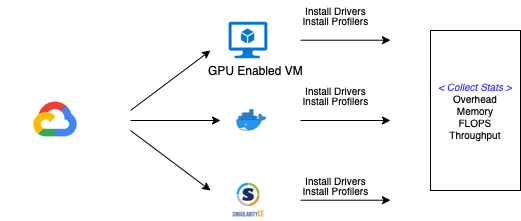 Install Drivers
Install Profilers
GPU Enabled VM
< Collect Stats >
Overhead
Memory
FLOPS
Throughput
Install Drivers
Install Profilers
Install Drivers
Install Profilers
S
SINGULARITYCE